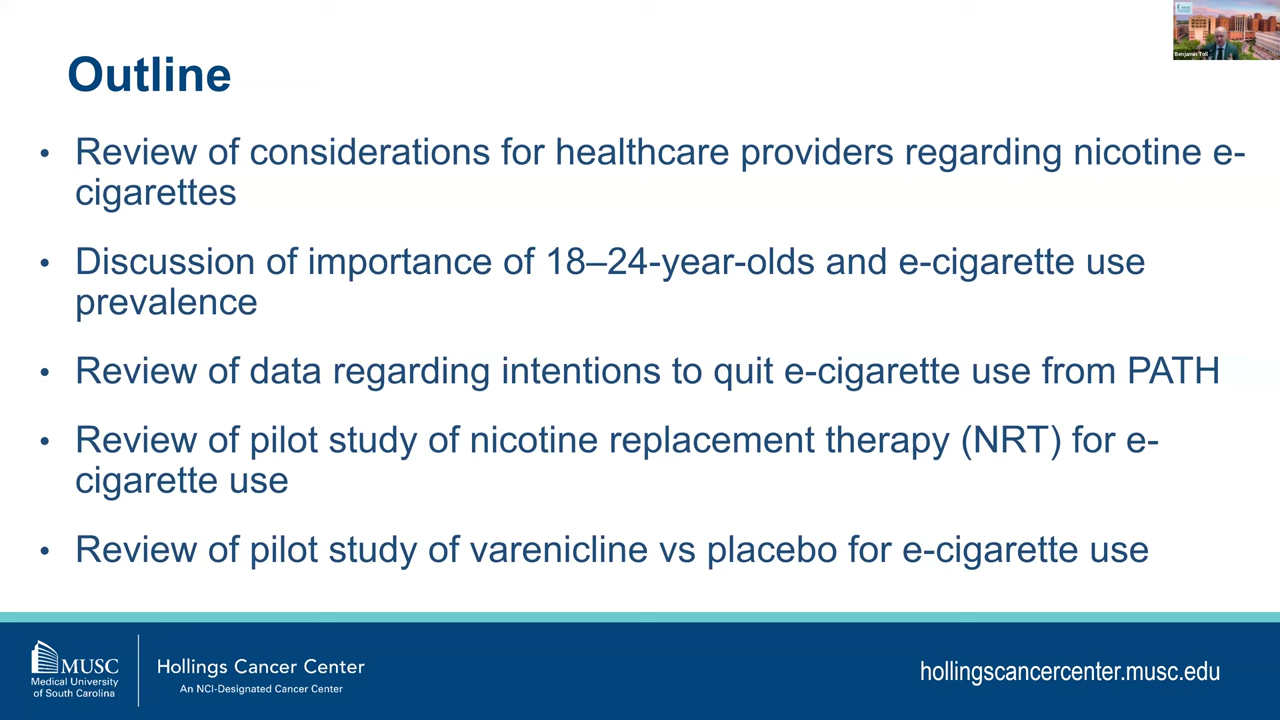 MUSC
Benjamin Toll
Outline
• Review of considerations for healthcare providers regarding nicotine e-
cigarettes
• Discussion of importance of 18–24-year-olds and e-cigarette use
prevalence
• Review of data regarding intentions to quit e-cigarette use from PATH
• Review of pilot study of nicotine replacement therapy (NRT) for e-
cigarette use
• Review of pilot study of varenicline vs placebo for e-cigarette use
MUSC
Medical University
of South Carolina
Hollings Cancer Center
An NCI-Designated Cancer Center
hollingscancercenter.musc.edu